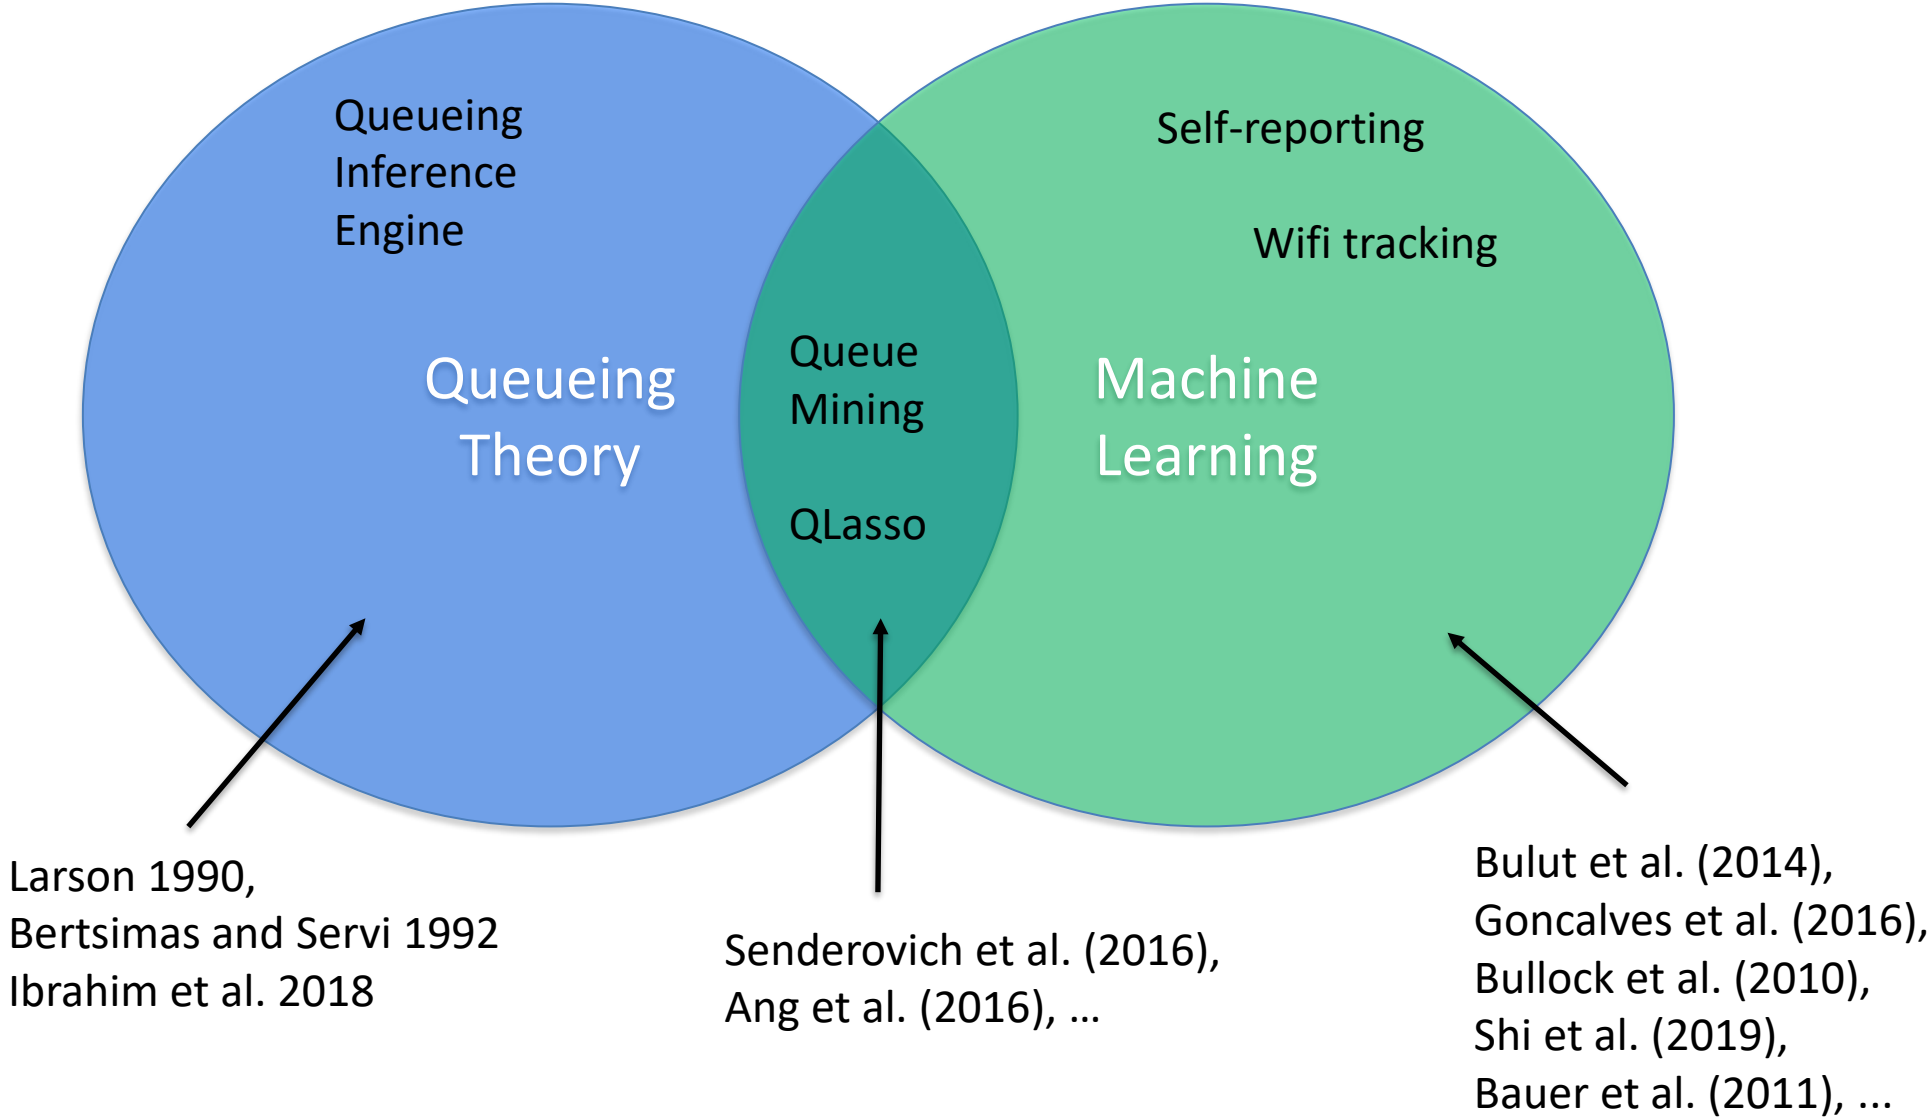 Queueing
Inference
Engine
Queueing
Theory
Queue
Mining
QLasso
Self-reporting
Wifi tracking
Machine
Learning
Larson 1990,
Bertsimas and Servi 1992
Ibrahim et al. 2018
Senderovich et al. (2016),
Ang et al. (2016), ...
Bulut et al. (2014),
Goncalves et al. (2016),
Bullock et al. (2010),
Shi et al. (2019),
Bauer et al. (2011), ...